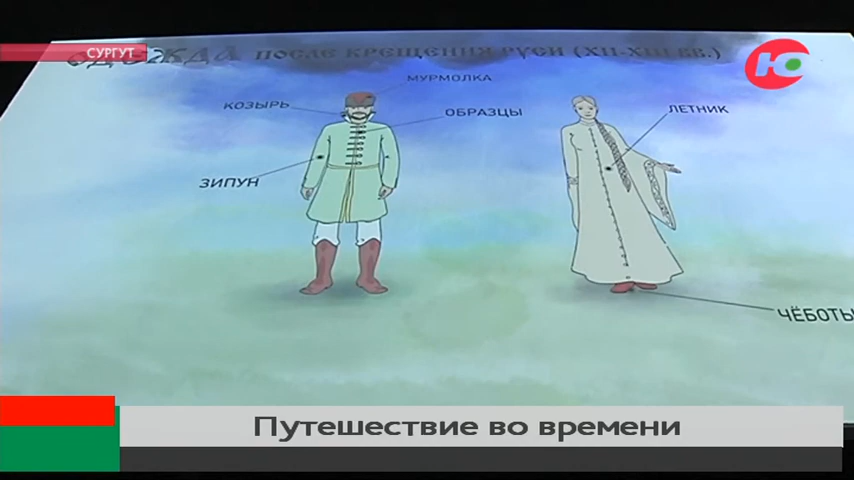 СУРГУТ
ОДЕЖДА ПОСЛЕ КРЕЩЕНИЯ РУСИ (XII-XIII ВВ.)
Ю
МУРМОЛКА
КОЗЫРЬ
ОБРАЗЦЫ
ЛЕТНИК
ЗИПУН
ЧЁБОТЫ
Путешествие во времени